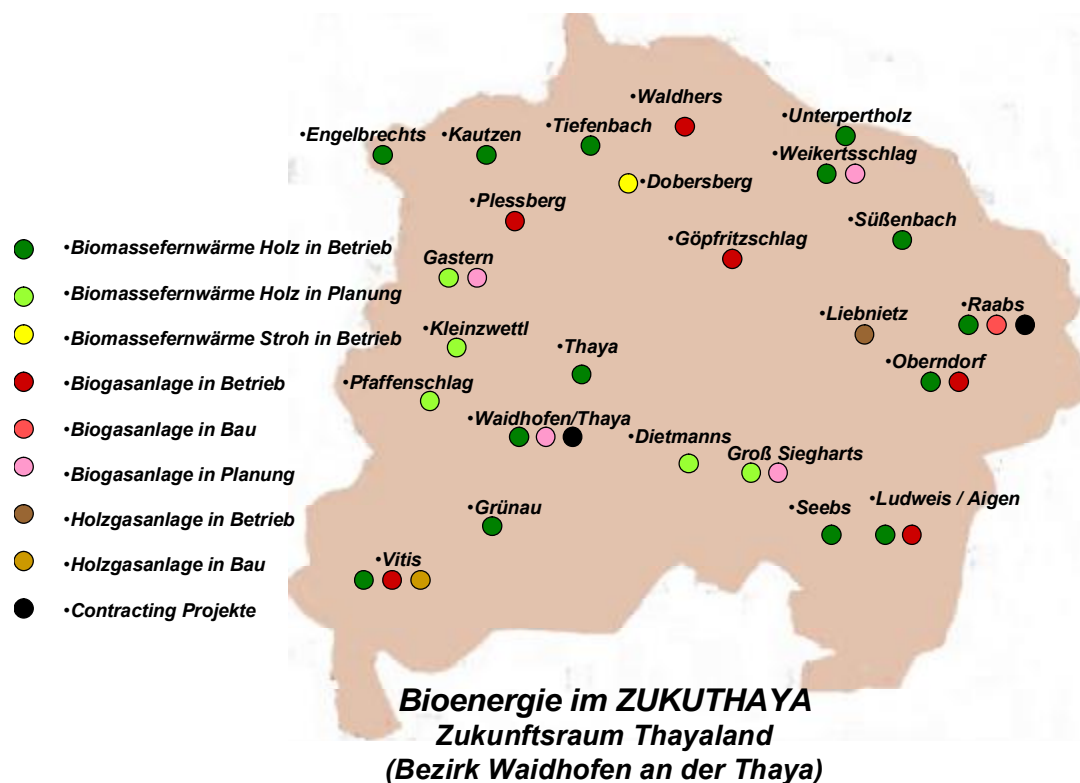 •Waldhers
•Engelbrechts
•Kautzen
•Tiefenbach
•Unterpertholz
•Weikertsschlag
•Dobersberg
•Plessberg
•Süßenbach
•Göpfritzschlag
Gastern
•Liebnietz
•Raabs
•Kleinzwettl
•Thaya
•Oberndorf
•Pfaffenschlag
•Waidhofen/Thaya
•Dietmanns
Groß Siegharts
•Grünau
•Seebs
•Ludweis / Aigen
•Vitis
•Biomassefernwärme Holz in Betrieb
•Biomassefernwärme Holz in Planung
•Biomassefernwärme Stroh in Betrieb
•Biogasanlage in Betrieb
•Biogasanlage in Bau
•Biogasanlage in Planung
•Holzgasanlage in Betrieb
•Holzgasanlage in Bau
•Contracting Projekte
Bioenergie im ZUKUTHAYA
Zukunftsraum Thayaland
(Bezirk Waidhofen an der Thaya)